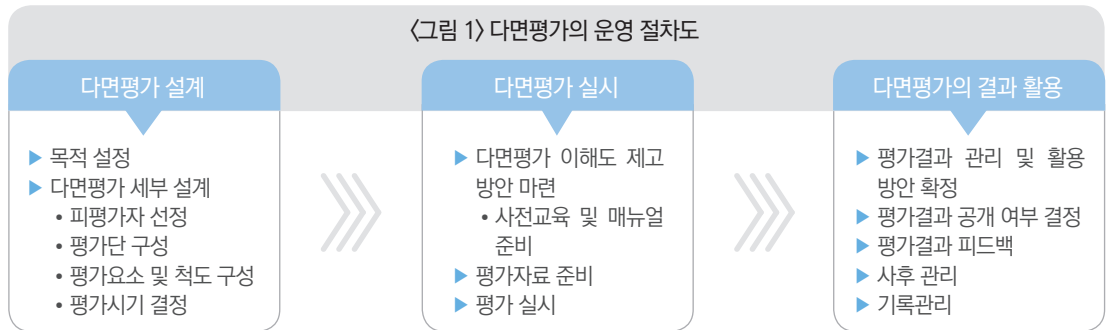 〈그림 1〉 다면평가의 운영 절차도
다면평가 설계
▶ 목적 설정
▶ 다면평가 세부 설계
• 피평가자 선정
• 평가단 구성
• 평가요소 및 척도 구성
• 평가시기 결정
다면평가 실시
▶ 다면평가 이해도 제고
방안 마련
• 사전교육 및 매뉴얼
준비
▶ 평가자료 준비
▶ 평가 실시
다면평가의 결과 활용
▶ 평가결과 관리 및 활용
방안 확정
▶ 평가결과 공개 여부 결정
▶ 평가결과 피드백
▶ 사후 관리
▶ 기록관리